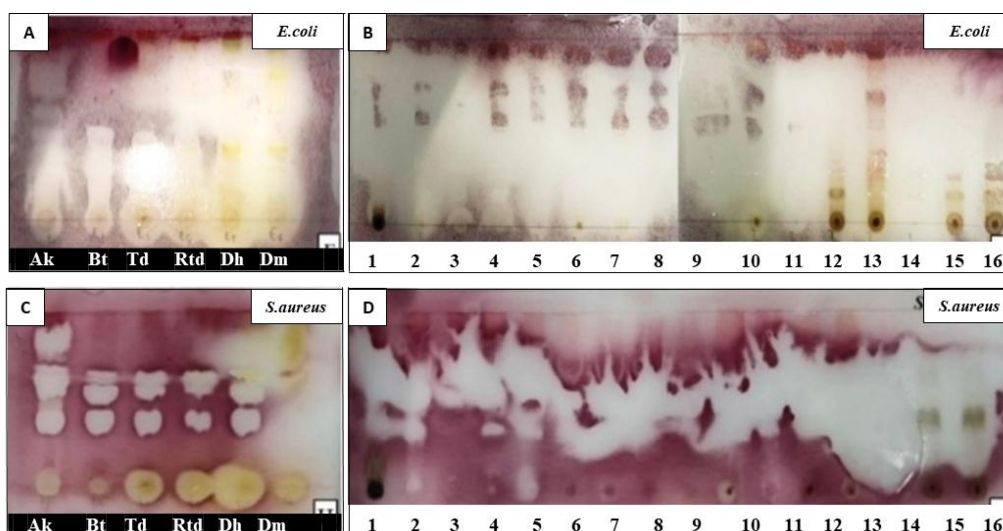 A E.coli
Ak Bt Td Rtd Dh Dm
B E.coli
1 2 3 4 5 6 7 8 9 10 11 12 13 14 15 16
C S.aureus
Ak Bt Td Rtd Dh Dm
D S.aureus
1 2 3 4 5 6 7 8 9 10 11 12 13 14 15 16